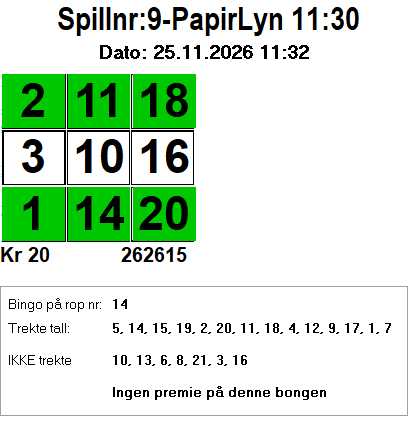 Spillnr:9-PapirLyn 11:30
Dato: 25.11.2026 11:32
2 11 18
3 10 16
1 14 20
Kr 20 262615
Bingo på rop nr: 14
Trekte tall: 5, 14, 15, 19, 2, 20, 11, 18, 4, 12, 9, 17, 1, 7
IKKE trekte 10, 13, 6, 8, 21, 3, 16
Ingen premie på denne bongen